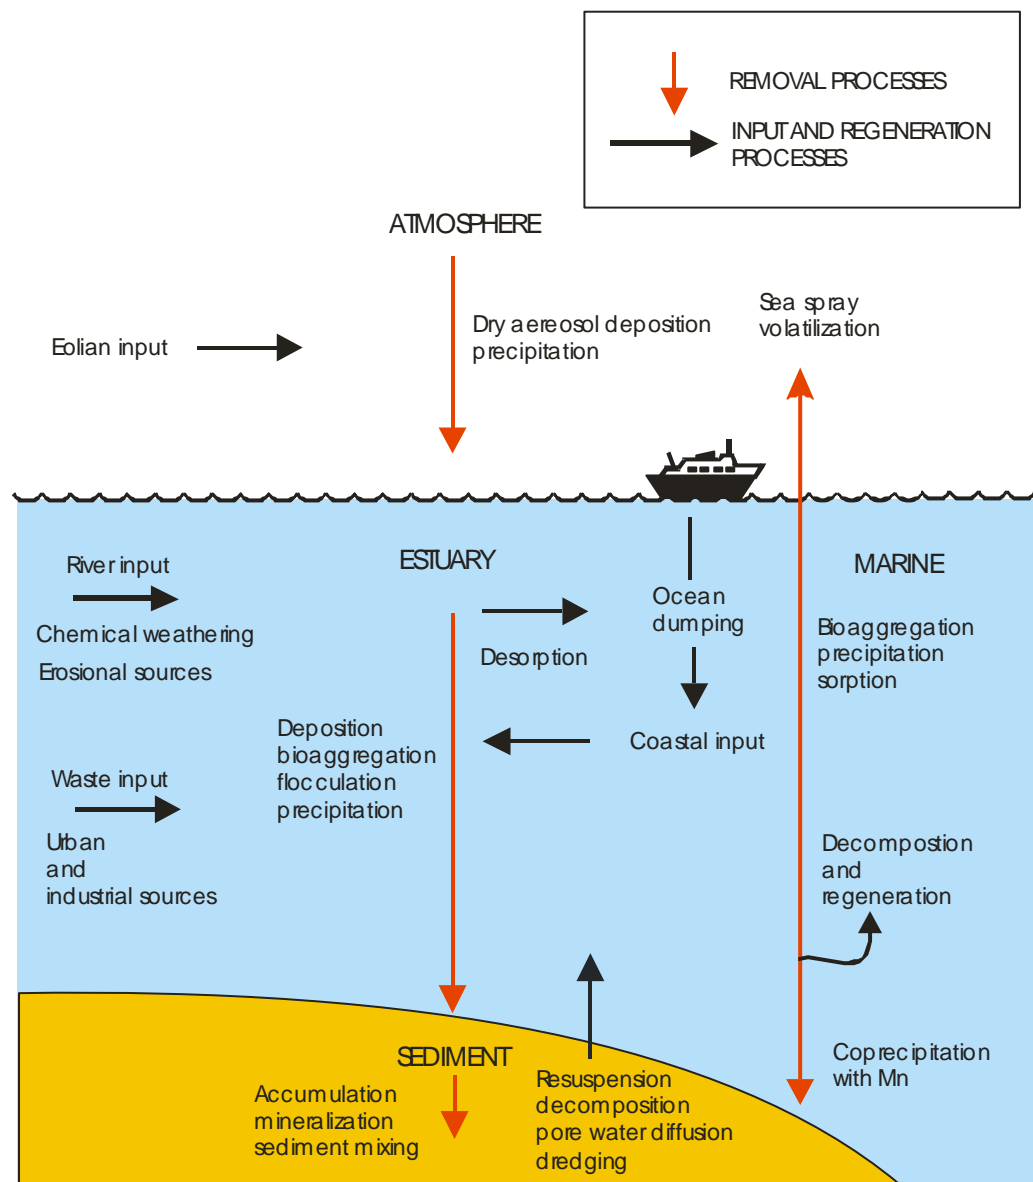 REMOVAL PROCESSES
INPUT AND REGENERATION
PROCESSES
ATMOSPHERE
Sea spray
volatilization
Dry aereosol deposition
precipitation
Eolian input
River input
ESTUARY
MARINE
Chemical weathering
Erosional sources
Desorption
Ocean
dumping
Bioaggregation
precipitation
sorption
Deposition
bioaggregation
flocculation
precipitation
Coastal input
Waste input
Urban
and
industrial sources
Decompostion
and
regeneration
SEDIMENT
Accumulation
mineralization
sediment mixing
Resuspension
decomposition
pore water diffusion
dredging
Coprecipitation
with Mn